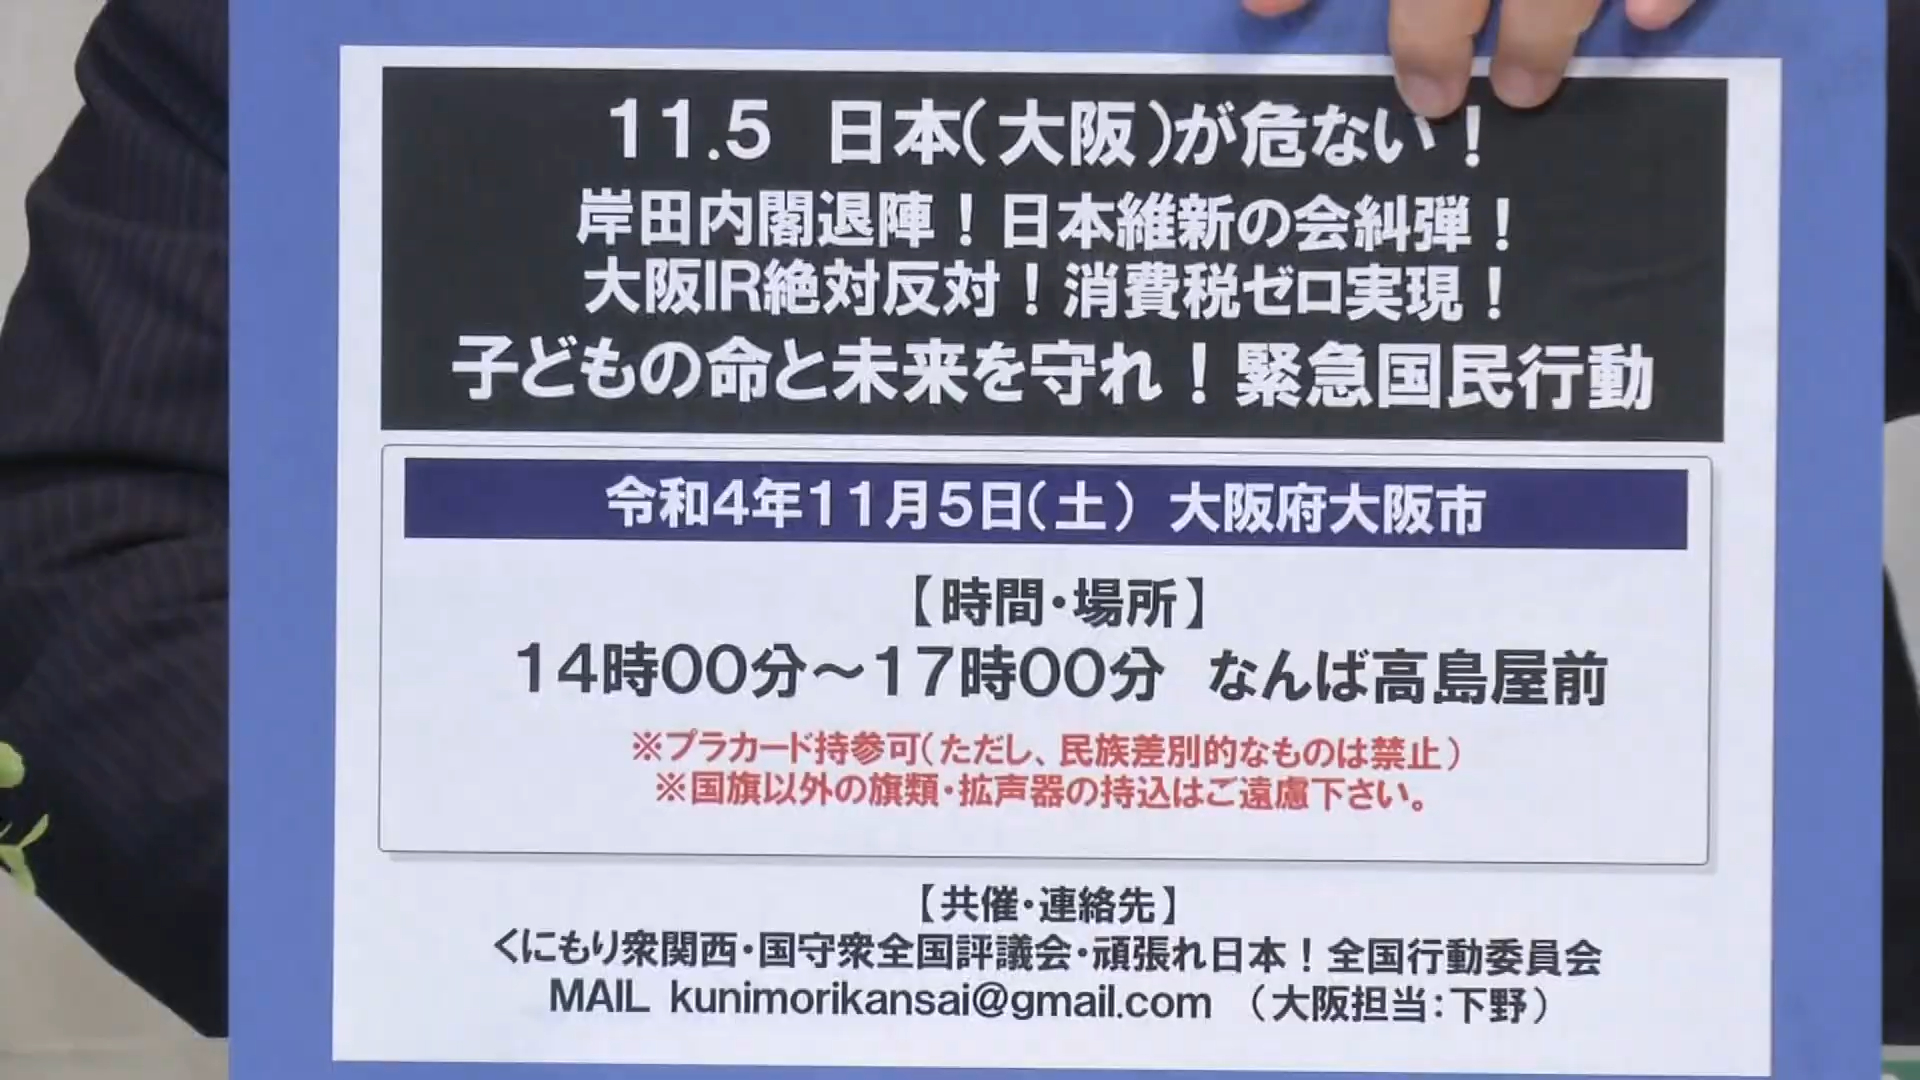 11.5 日本(大阪)が危ない!
岸田内閣退陣!日本維新の会糾弾!
大阪IR絶対反対!消費税ゼロ実現!
子どもの命と未来を守れ!緊急国民行動
令和4年11月5日(土) 大阪府大阪市
【時間・場所】
14時00分～17時00分 なんば高島屋前
※プラカード持参可(ただし、民族差別的なものは禁止)
※国旗以外の旗類・拡声器の持込はご遠慮下さい。
【共催・連絡先】
くにもり衆関西・国守衆全国評議会・頑張れ日本!全国行動委員会
MAIL kunimorikansai@gmail.com (大阪担当:下野)